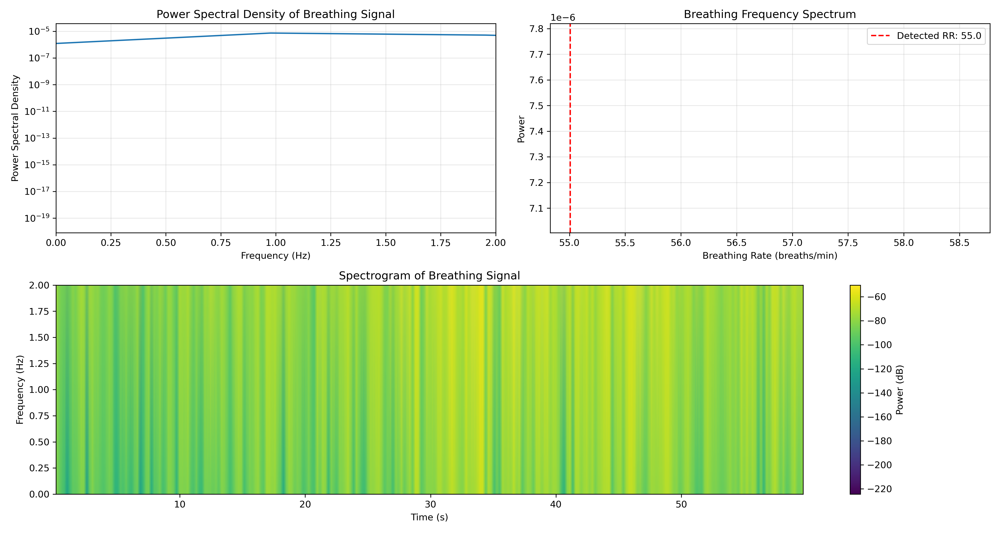 Power Spectral Density of Breathing Signal
Power Spectral Density
10⁻⁵
10⁻⁷
10⁻⁹
10⁻¹¹
10⁻¹³
10⁻¹⁵
10⁻¹⁷
10⁻¹⁹
0.00 0.25 0.50 0.75 1.00 1.25 1.50 1.75 2.00
Frequency (Hz)
Breathing Frequency Spectrum
1e−6
Detected RR: 55.0
Power
7.8
7.7
7.6
7.5
7.4
7.3
7.2
7.1
55.0 55.5 56.0 56.5 57.0 57.5 58.0 58.5
Breathing Rate (breaths/min)
Spectrogram of Breathing Signal
Frequency (Hz)
2.00
1.75
1.50
1.25
1.00
0.75
0.50
0.25
0.00
10 20 30 40 50
Time (s)
−60
−80
−100
−120
−140
−160
−180
−200
−220
Power (dB)